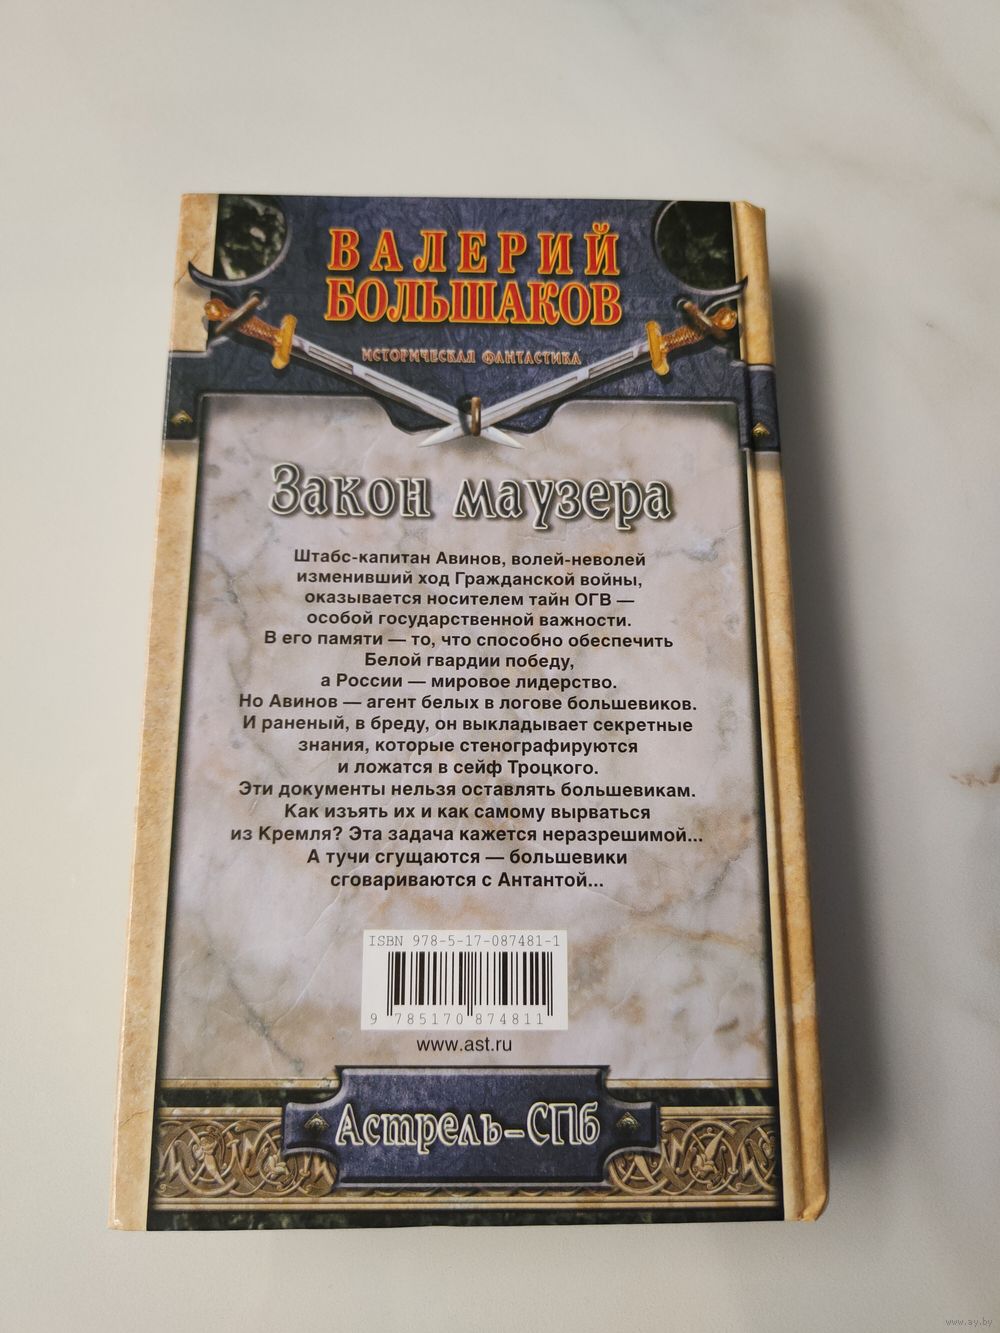 ВАЛЕРИЙ
БОЛЬШАКОВ
ИСТОРИЧЕСКАЯ ФАНТАСТИКА
Закон маузера
Штабс-капитан Авинов, волей-неволей
изменивший ход Гражданской войны,
оказывается носителем тайн ОГВ —
особой государственной важности.
В его памяти — то, что способно обеспечить
Белой гвардии победу,
а России — мировое лидерство.
Но Авинов — агент белых в логове большевиков.
И раненый, в бреду, он выкладывает секретные
знания, которые стенографируются
и ложатся в сейф Троцкого.
Эти документы нельзя оставлять большевикам.
Как изъять их и как самому вырваться
из Кремля? Эта задача кажется неразрешимой...
А тучи сгущаются — большевики
сговариваются с Антантой...
ISBN 978-5-17-087481-1
9 785170 874811
www.ast.ru
Астрель-СПб
www.ay.by